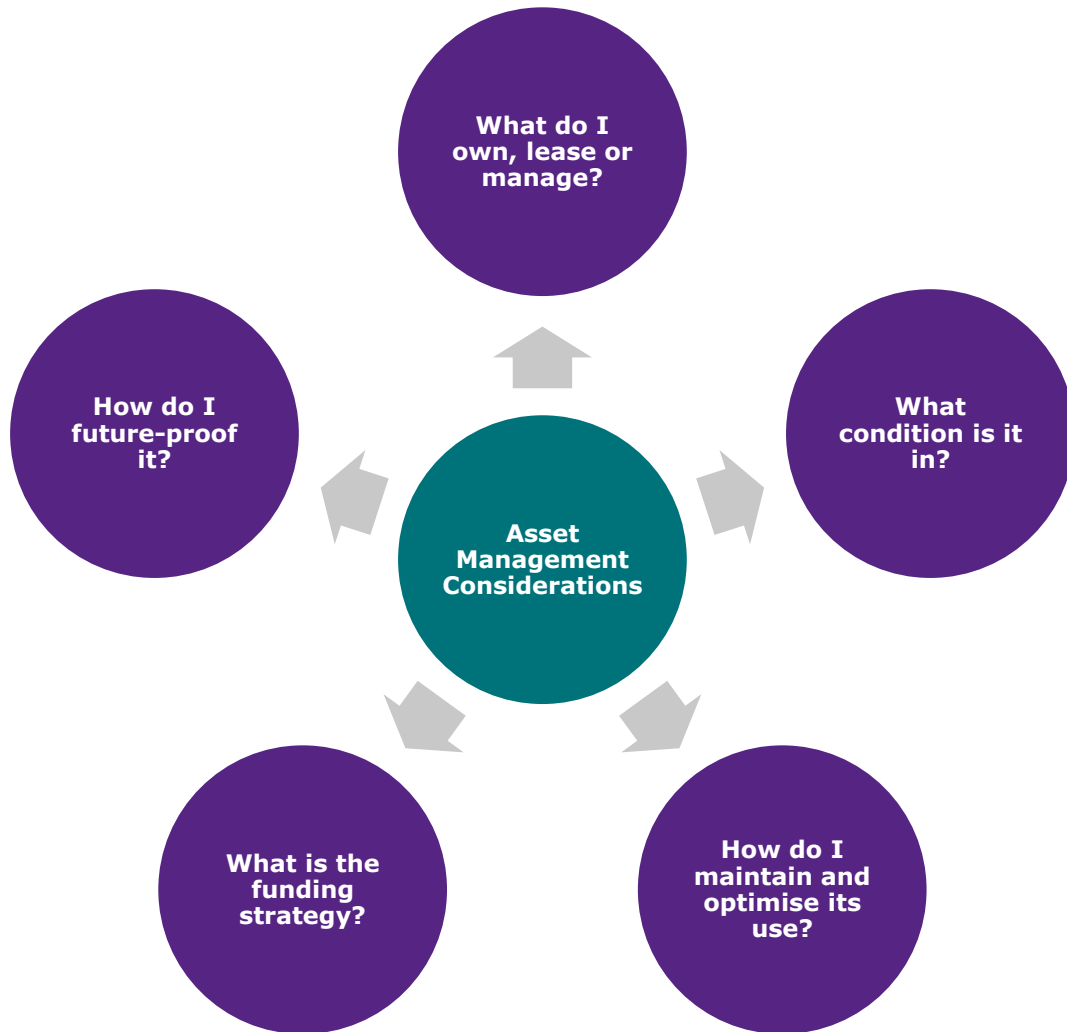 What do I
own, lease or
manage?
What
condition is it
in?
How do I
maintain and
optimise its
use?
What is the
funding
strategy?
How do I
future-proof
it?
Asset
Management
Considerations